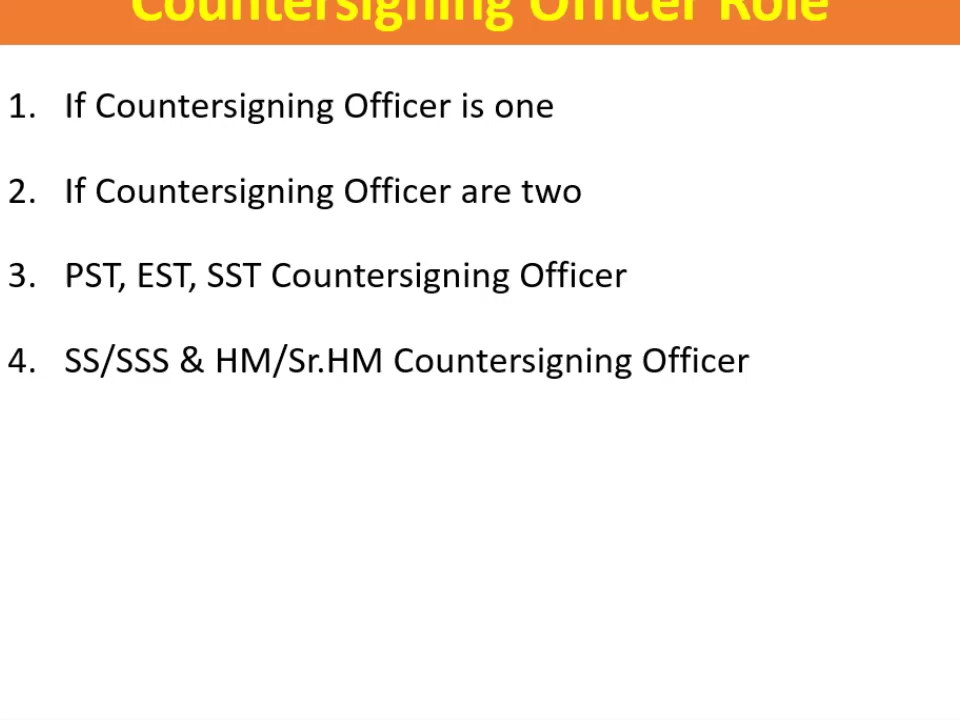 Countersigning Officer Role
1. If Countersigning Officer is one
2. If Countersigning Officer are two
3. PST, EST, SST Countersigning Officer
4. SS/SSS & HM/Sr.HM Countersigning Officer